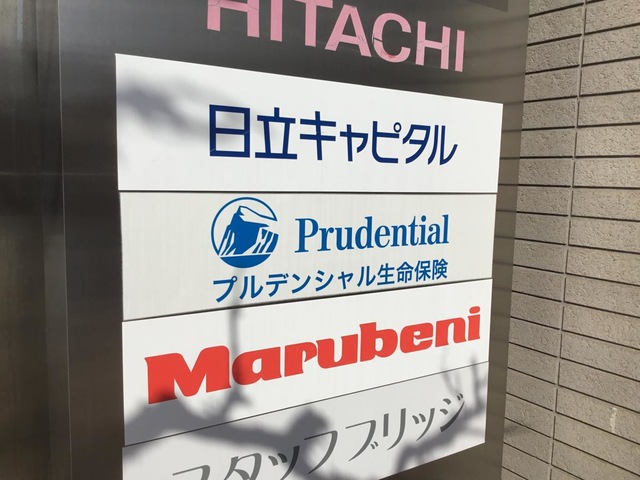 HITACHI
日立キャピタル
Prudential
プルデンシャル生命保険
Marubeni
スタッフブリッジ